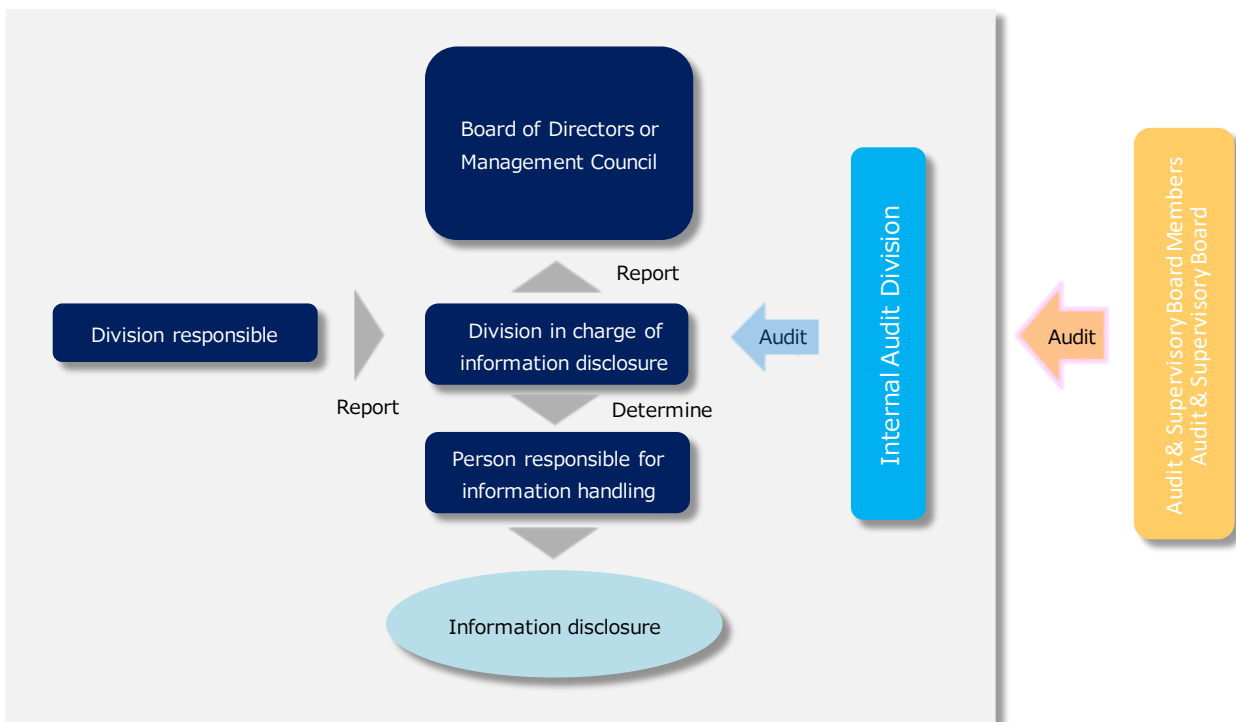 Board of Directors or
Management Council
Report
Division responsible
Report
Division in charge of
information disclosure
Audit
Internal Audit Division
Audit
Audit & Supervisory Board Members
Audit & Supervisory Board
Determine
Person responsible for
information handling
Information disclosure